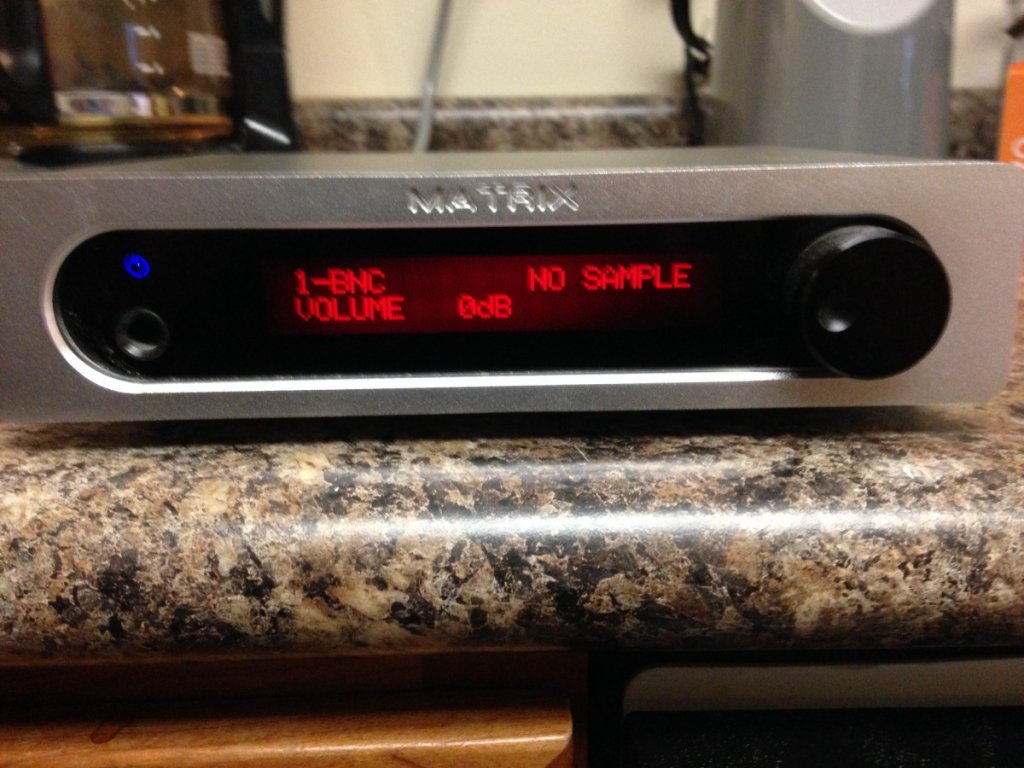 MATRIX
1-BNC NO SAMPLE
VOLUME 0dB